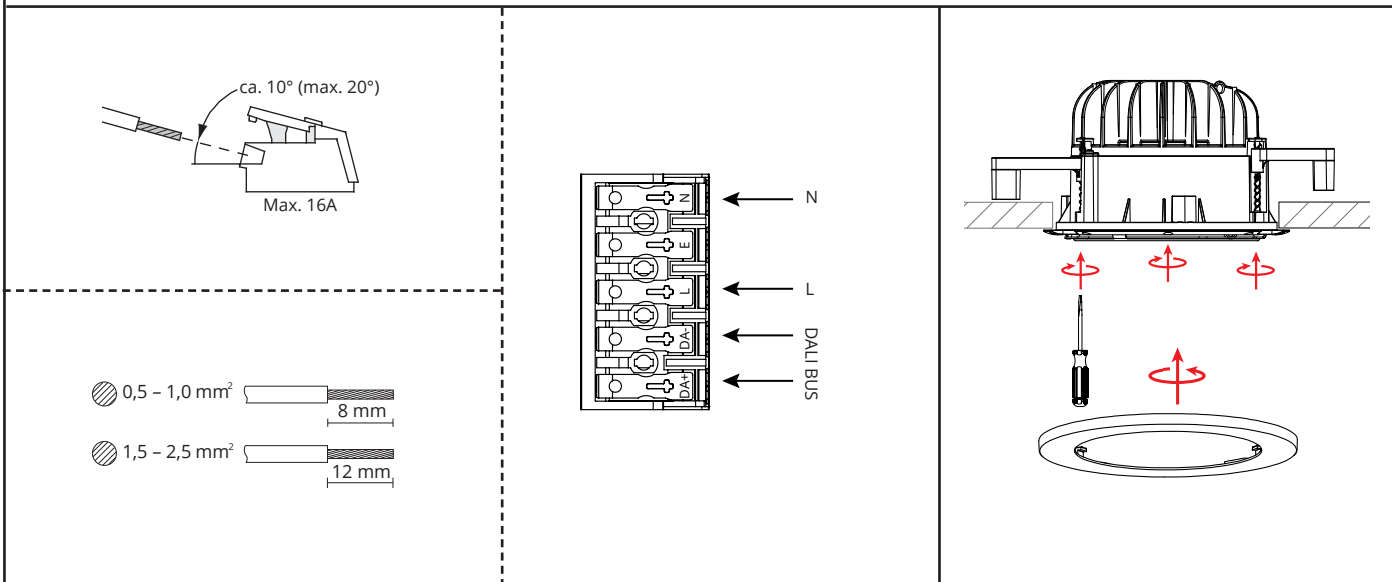 ca. 10° (max. 20°)
Max. 16A
0,5 – 1,0 mm²
8 mm
1,5 – 2,5 mm²
12 mm
N
E
L
DA-
DA+
N
L
DALI BUS